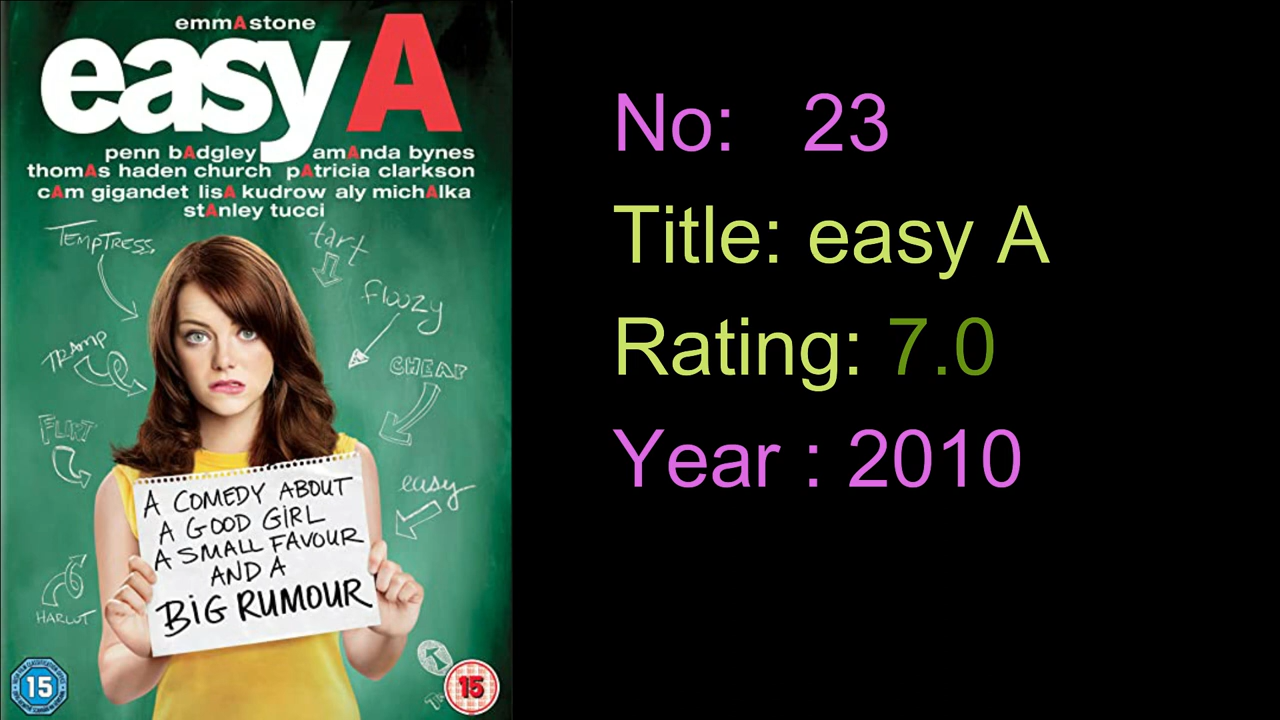 emmAstone
easyA
penn bAdgley amAnda bynes
thomAs haden church pAtricia clarkson
cAm gigandet lisA kudrow aly michAlka
stAnley tucci
TEMPTRESS
tart
floozy
TRAMP
CHEAP
FLIRT
easy
A COMEDY ABOUT
A GOOD GIRL
A SMALL FAVOUR
AND A
BIG RUMOUR
HARLOT
15
15
No: 23
Title: easy A
Rating: 7.0
Year : 2010